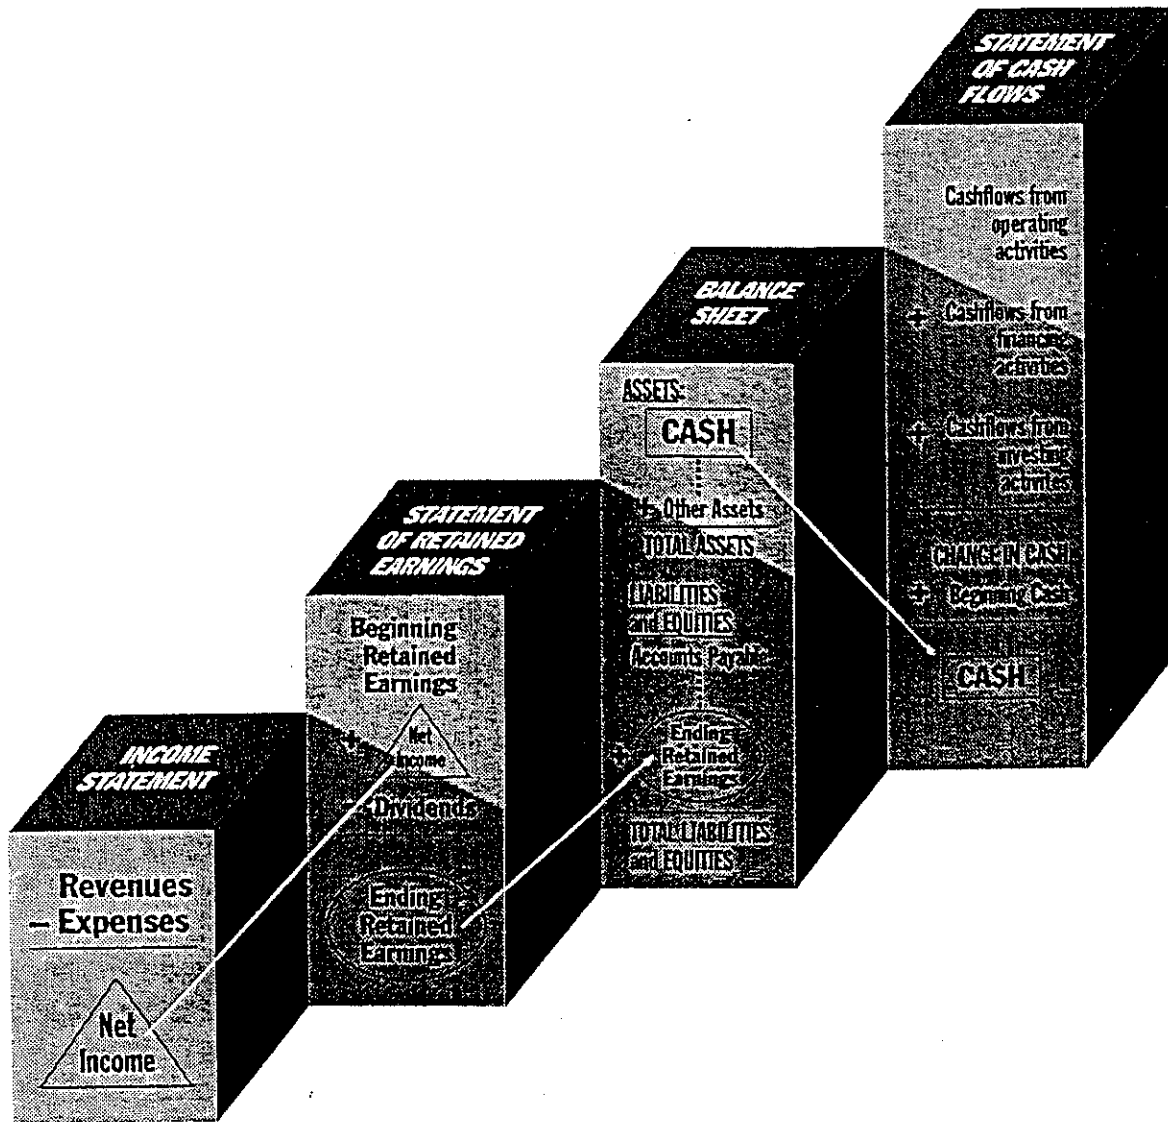 INCOME
STATEMENT
Revenues
– Expenses
Net
Income
STATEMENT
OF RETAINED
EARNINGS
Beginning
Retained
Earnings
+ Net
Income
– Dividends
Ending
Retained
Earnings
BALANCE
SHEET
ASSETS:
CASH
+ Other Assets
TOTAL ASSETS
LIABILITIES
and EQUITIES
Accounts Payable
+ Ending
Retained
Earnings
TOTAL LIABILITIES
and EQUITIES
STATEMENT
OF CASH
FLOWS
Cashflows from
operating
activities
+ Cashflows from
financing
activities
+ Cashflows from
investing
activites
CHANGE IN CASH
+ Beginning Cash
CASH